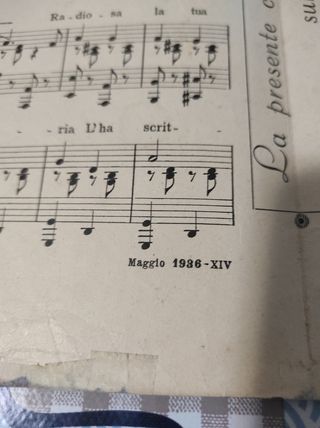 Ra - dio - sa la tua
- ria L'ha scrit -
Maggio 1936 - XIV
La presente
su